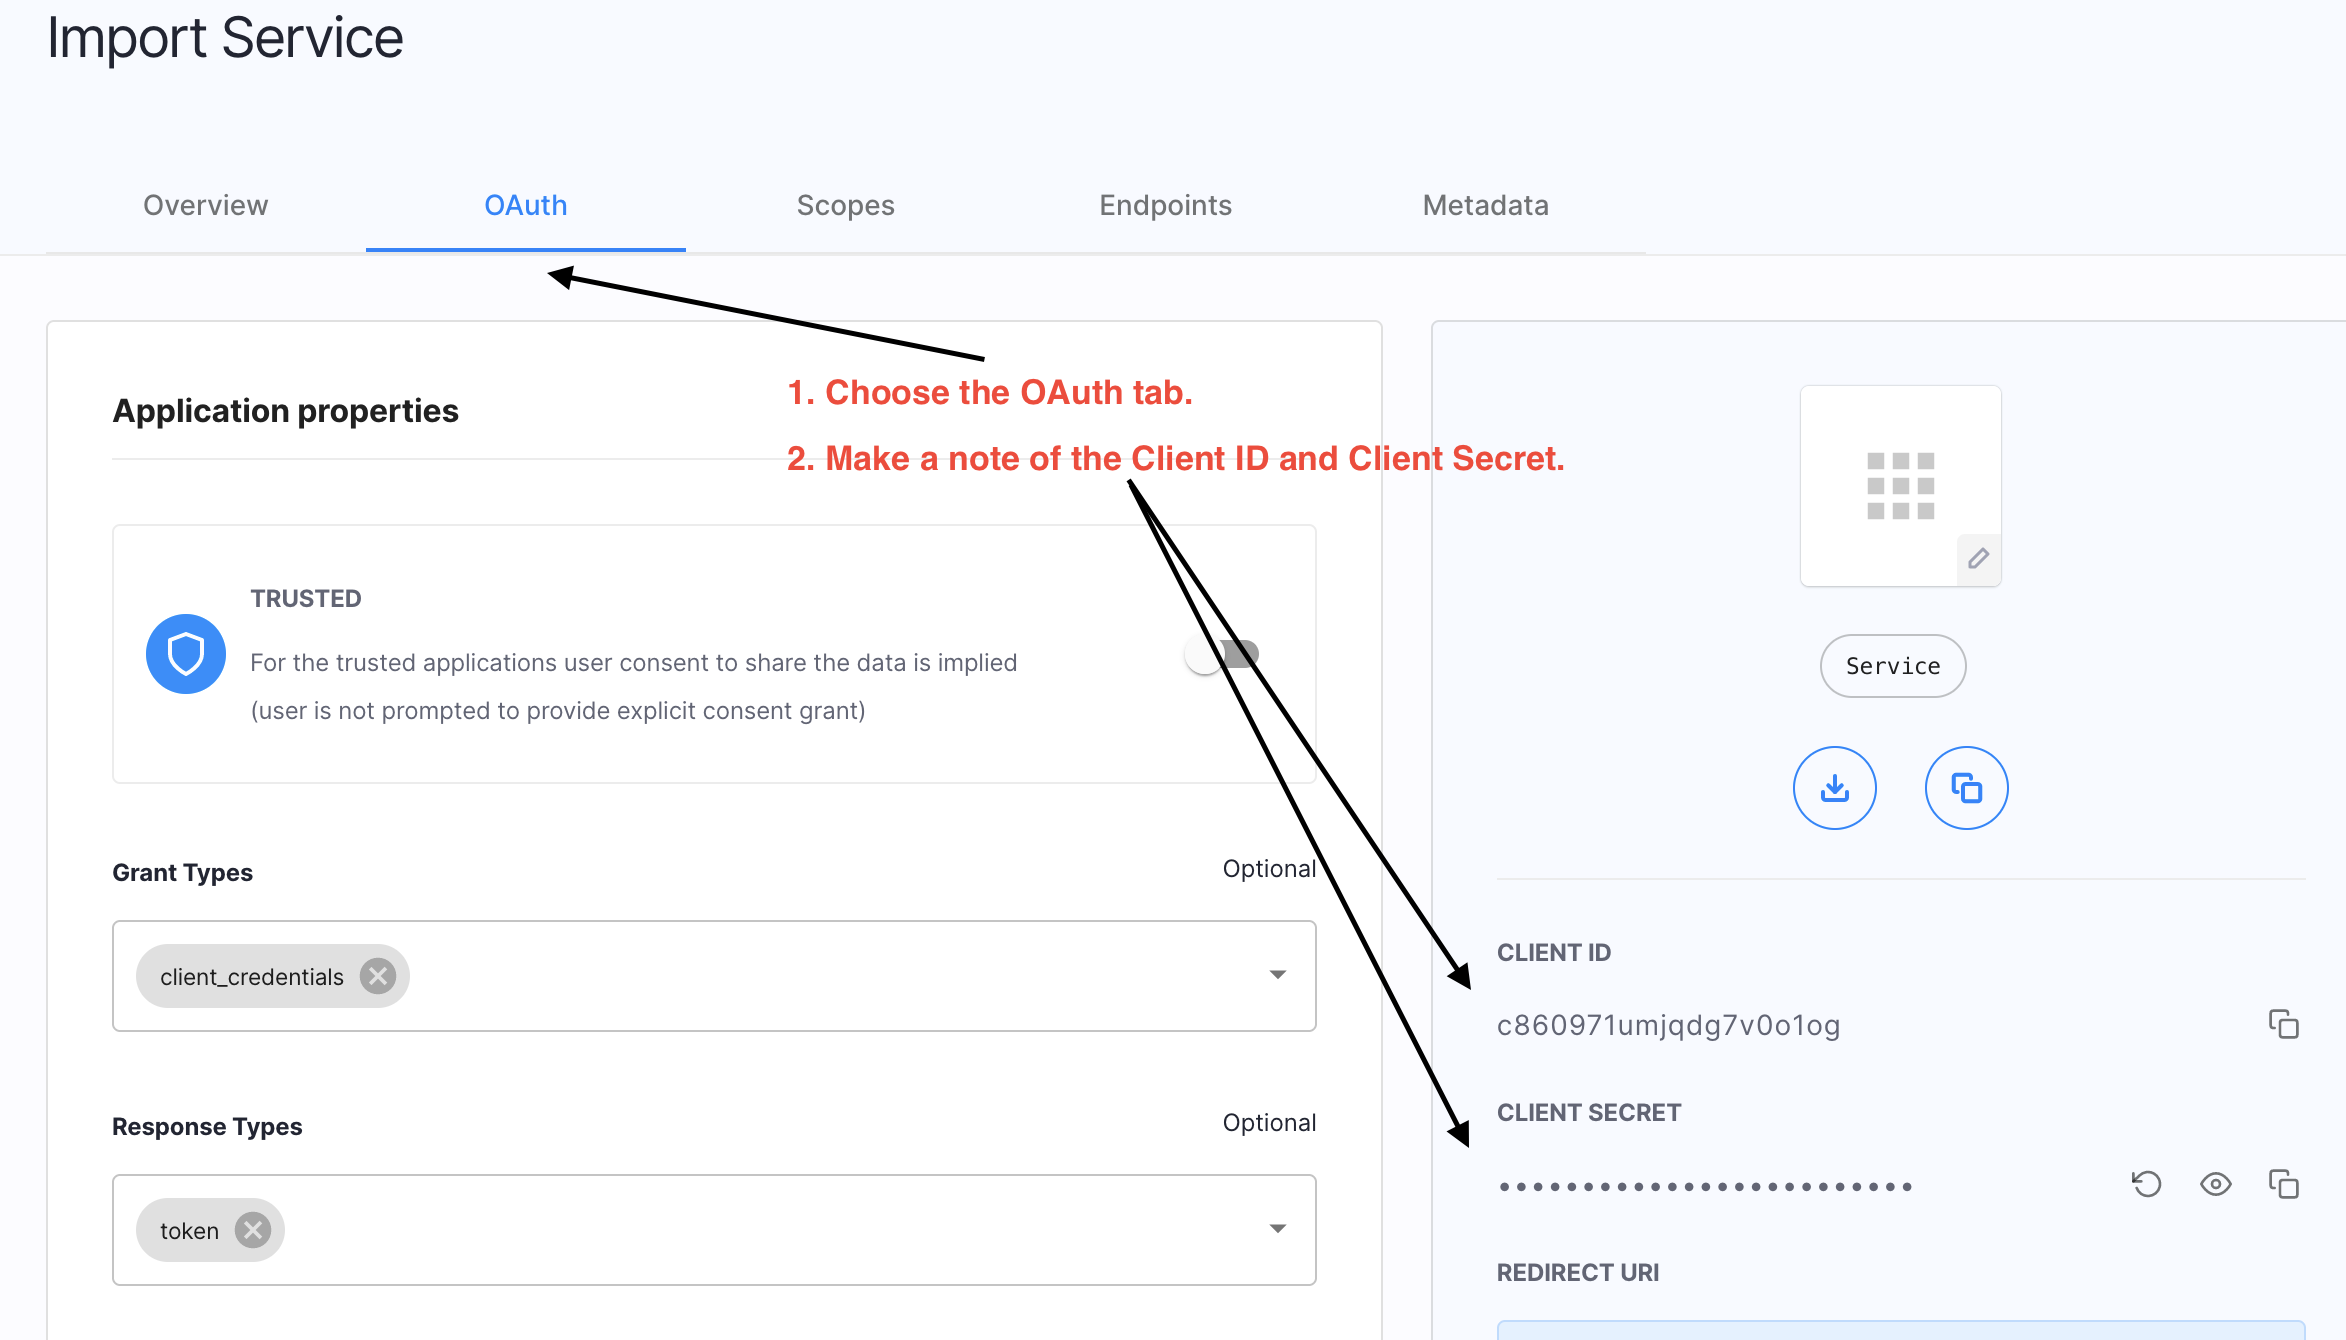 Import Service
Overview
OAuth
Scopes
Endpoints
Metadata
1. Choose the OAuth tab.
2. Make a note of the Client ID and Client Secret.
Application properties
TRUSTED
For the trusted applications user consent to share the data is implied
(user is not prompted to provide explicit consent grant)
Grant Types
Optional
client_credentials
Response Types
Optional
token
Service
CLIENT ID
c860971umjqdg7v0o1og
CLIENT SECRET
•••••••••••••••••••••••••
REDIRECT URI